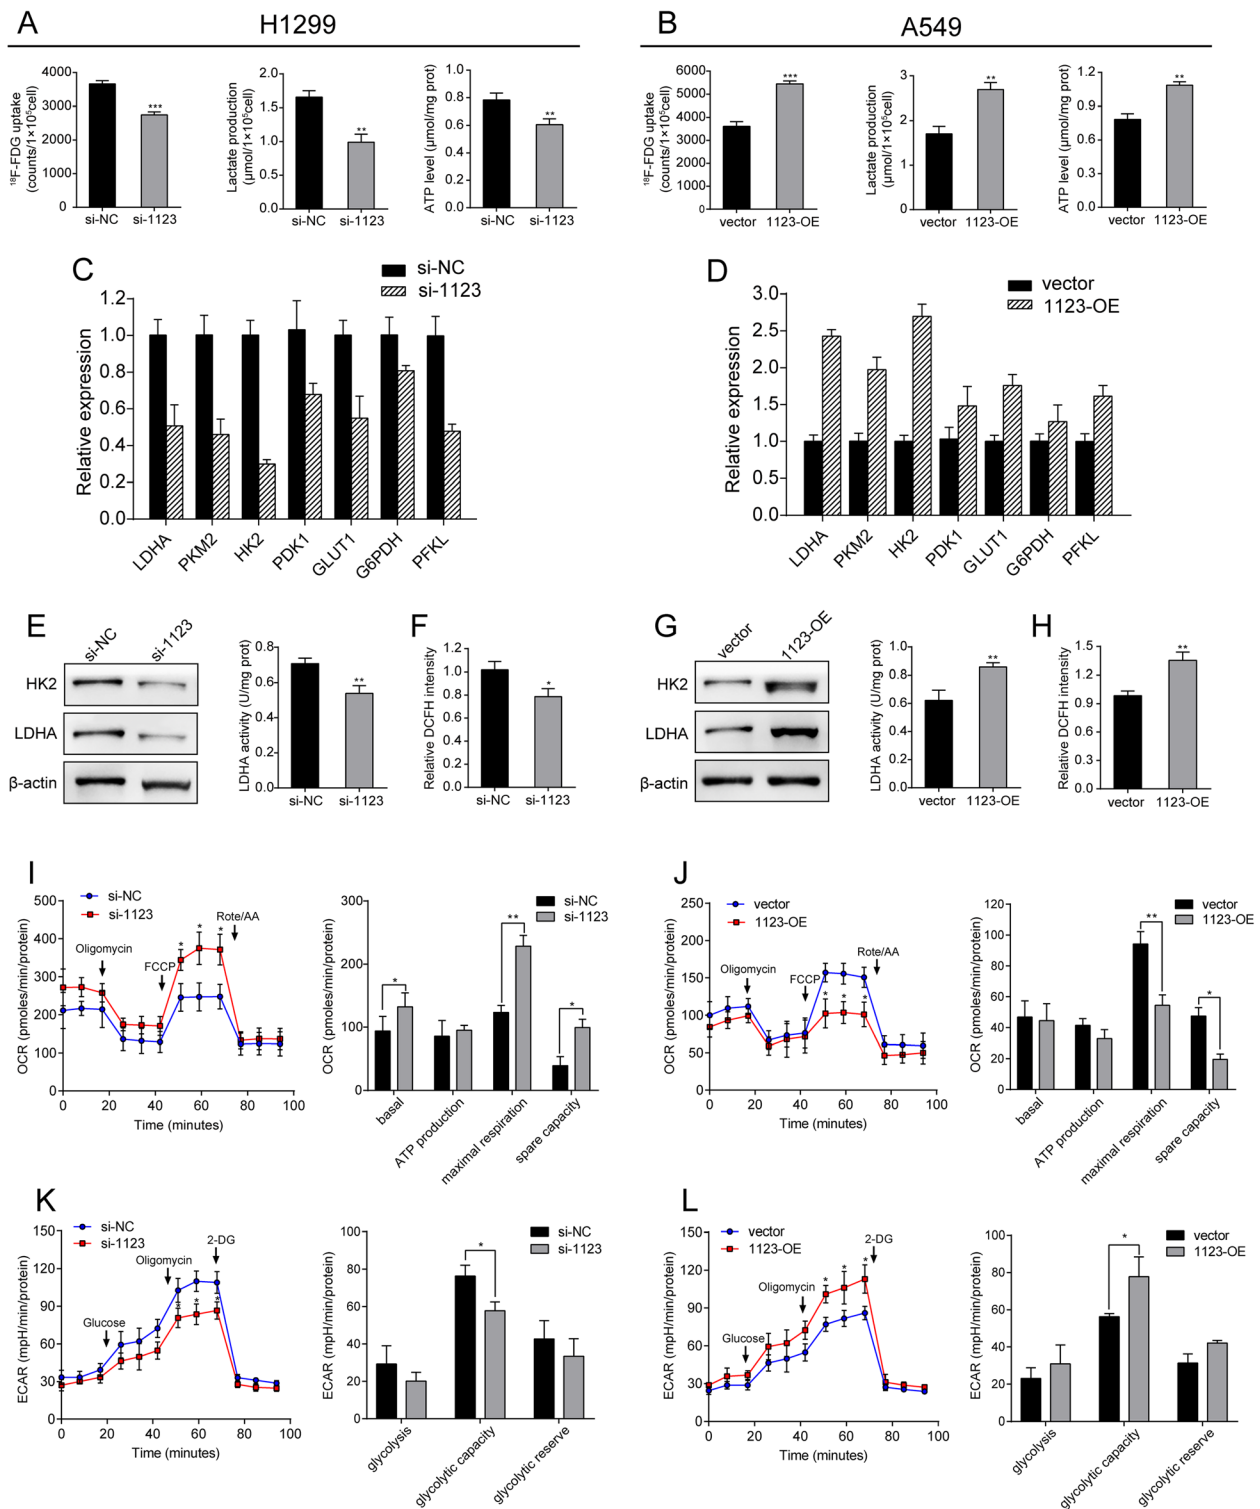 A
H1299
B
A549
¹⁸F-FDG uptake
(counts/1×10⁵cell)
4000
3000
2000
1000
0
***
si-NC
si-1123
Lactate production
(μmol/1×10⁵cell)
2.0
1.5
1.0
0.5
0.0
**
si-NC
si-1123
ATP level (μmol/mg prot)
1.0
0.8
0.6
0.4
0.2
0.0
**
si-NC
si-1123
¹⁸F-FDG uptake
(counts/1×10⁵cell)
6000
5000
4000
3000
2000
1000
0
***
vector
1123-OE
Lactate production
(μmol/1×10⁵cell)
3
2
1
0
**
vector
1123-OE
ATP level (μmol/mg prot)
1.2
0.9
0.6
0.3
0.0
**
vector
1123-OE
C
si-NC
si-1123
Relative expression
1.2
1.0
0.8
0.6
0.4
0.2
0.0
LDHA
PKM2
HK2
PDK1
GLUT1
G6PDH
PFKL
D
vector
1123-OE
Relative expression
3.0
2.5
2.0
1.5
1.0
0.5
0.0
LDHA
PKM2
HK2
PDK1
GLUT1
G6PDH
PFKL
E
si-NC
si-1123
HK2
LDHA
β-actin
LDHA activity (U/mg prot)
0.8
0.6
0.4
0.2
0.0
**
si-NC
si-1123
F
Relative DCFH intensity
1.2
1.0
0.8
0.6
0.4
0.2
0.0
*
si-NC
si-1123
G
vector
1123-OE
HK2
LDHA
β-actin
LDHA activity (U/mg prot)
1.0
0.8
0.6
0.4
0.2
0.0
**
vector
1123-OE
H
Relative DCFH intensity
1.5
1.2
0.9
0.6
0.3
0.0
**
vector
1123-OE
I
si-NC
si-1123
OCR (pmoles/min/protein)
500
400
300
200
100
0
Oligomycin
FCCP
Rote/AA
* * *
0 20 40 60 80 100
Time (minutes)
si-NC
si-1123
OCR (pmoles/min/protein)
300
200
100
0
*
**
*
basal
ATP production
maximal respiration
spare capacity
J
vector
1123-OE
OCR (pmoles/min/protein)
250
200
150
100
50
0
Oligomycin
FCCP
Rote/AA
* * *
0 20 40 60 80 100
Time (minutes)
vector
1123-OE
OCR (pmoles/min/protein)
120
100
80
60
40
20
0
**
*
basal
ATP production
maximal respiration
spare capacity
K
si-NC
si-1123
ECAR (mpH/min/protein)
150
120
90
60
30
0
Glucose
Oligomycin
2-DG
* * *
0 20 40 60 80 100
Time (minutes)
si-NC
si-1123
ECAR (mpH/min/protein)
100
80
60
40
20
0
*
glycolysis
glycolytic capacity
glycolytic reserve
L
vector
1123-OE
ECAR (mpH/min/protein)
150
120
90
60
30
0
Glucose
Oligomycin
2-DG
* * *
0 20 40 60 80 100
Time (minutes)
vector
1123-OE
ECAR (mpH/min/protein)
100
80
60
40
20
0
*
glycolysis
glycolytic capacity
glycolytic reserve